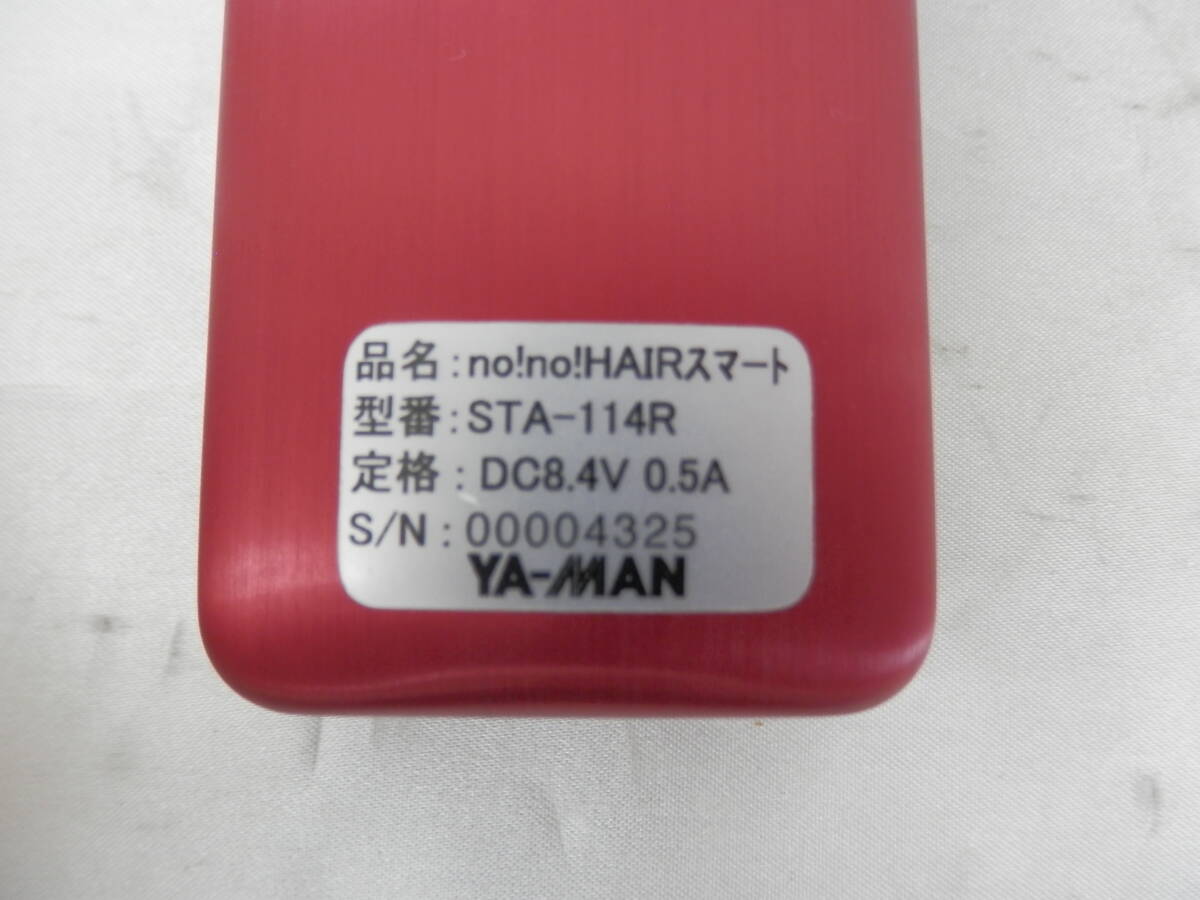 品名:no!no!HAIRスマート
型番:STA-114R
定格:DC8.4V 0.5A
S/N:00004325
YA-MAN